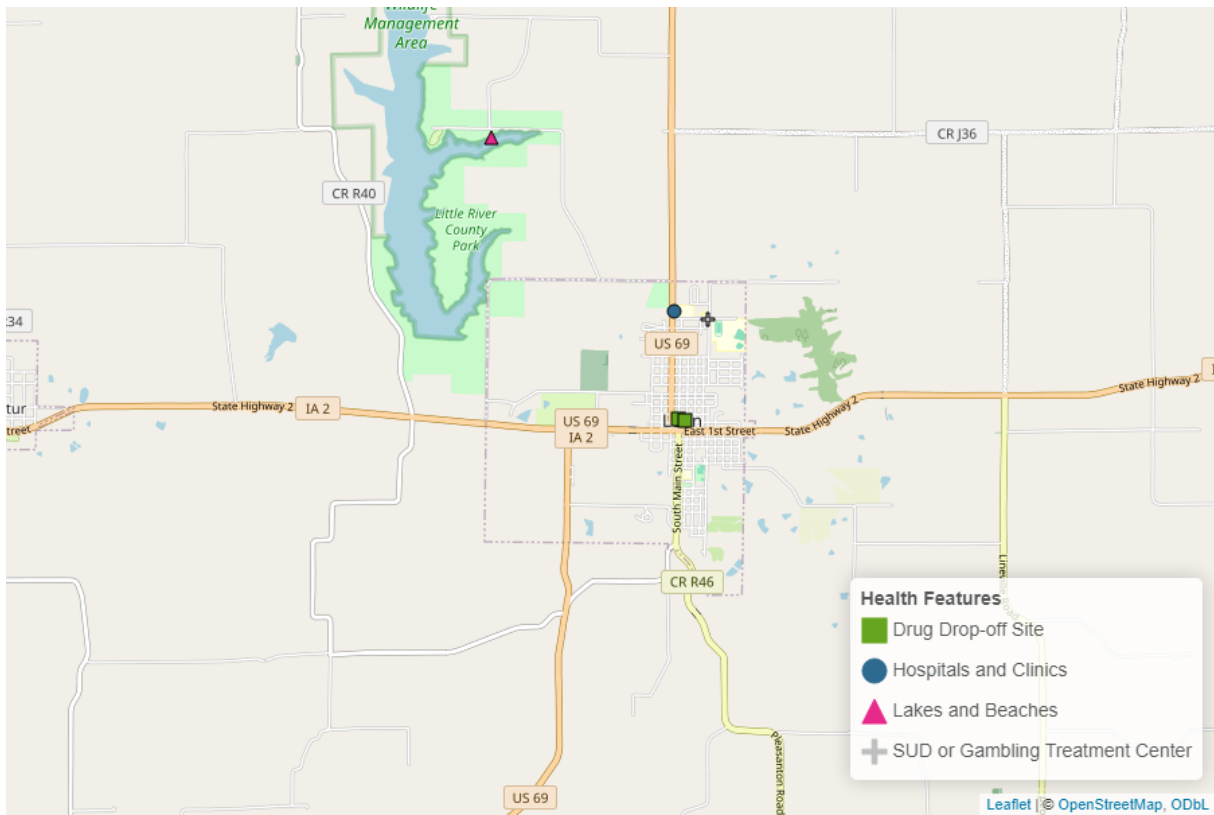 Management
Area
CR J36
CR R40
Little River
County
Park
US 69
State Highway 2
State Highway 2
IA 2
US 69
IA 2
East 1st Street
State Highway 2
South Main Street
CR R46
Pleasanton Road
US 69
Health Features
Drug Drop-off Site
Hospitals and Clinics
Lakes and Beaches
SUD or Gambling Treatment Center
Leaflet | © OpenStreetMap, ODbL